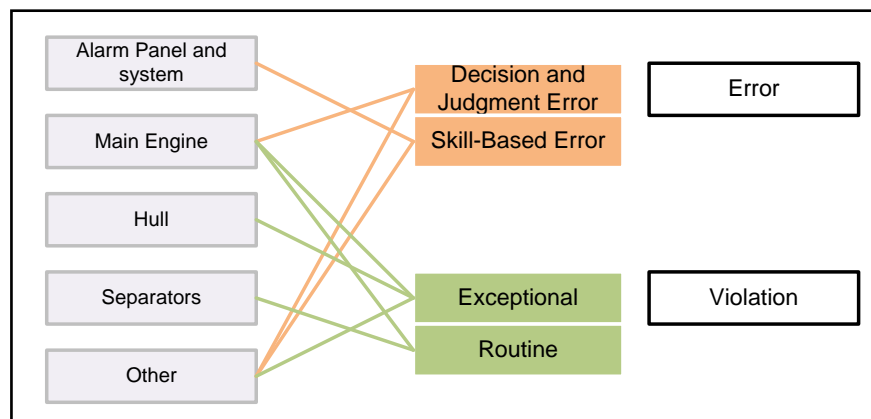 Alarm Panel and
system
Main Engine
Hull
Separators
Other
Decision and
Judgment Error
Skill-Based Error
Exceptional
Routine
Error
Violation